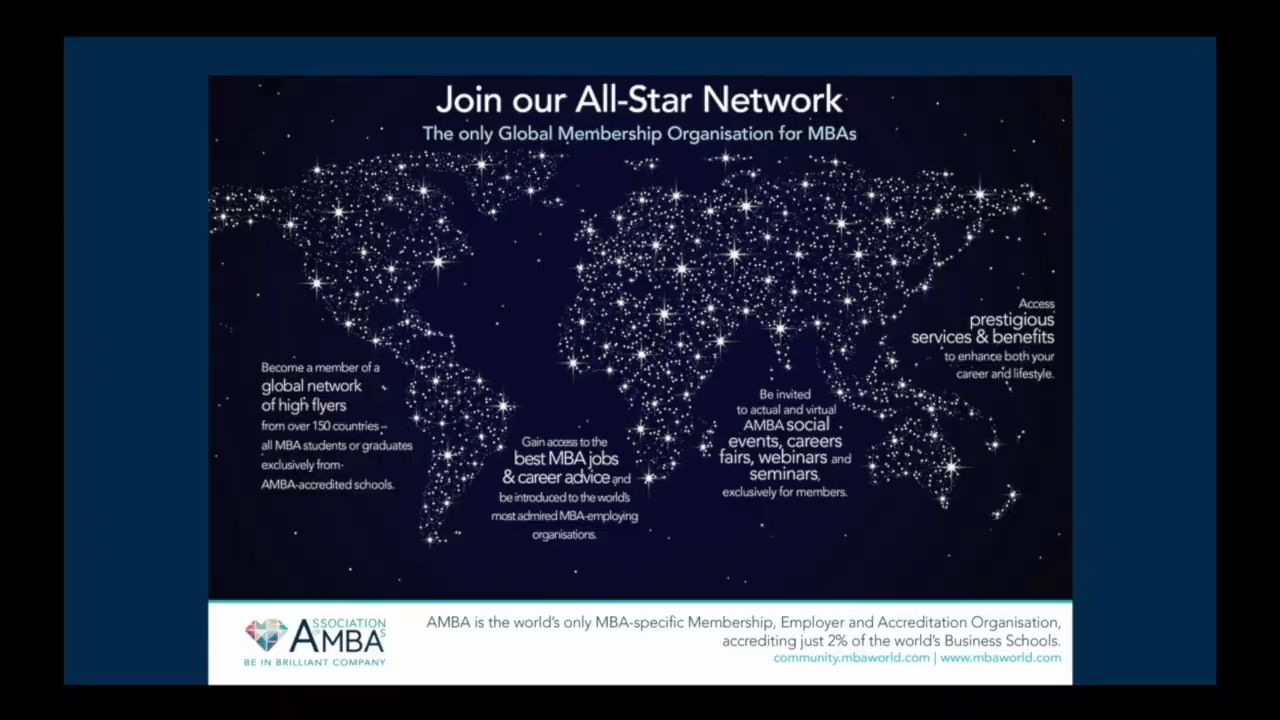 Join our All-Star Network
The only Global Membership Organisation for MBAs
Become a member of a
global network
of high flyers
from over 150 countries –
all MBA students or graduates
exclusively from
AMBA-accredited schools.
Gain access to the
best MBA jobs
& career advice and
be introduced to the world's
most admired MBA-employing
organisations.
Be invited
to actual and virtual
AMBA social
events, careers
fairs, webinars and
seminars,
exclusively for members.
Access
prestigious
services & benefits
to enhance both your
career and lifestyle.
ASSOCIATION
OF
AMBAS
BE IN BRILLIANT COMPANY
AMBA is the world's only MBA-specific Membership, Employer and Accreditation Organisation,
accrediting just 2% of the world's Business Schools.
community.mbaworld.com | www.mbaworld.com